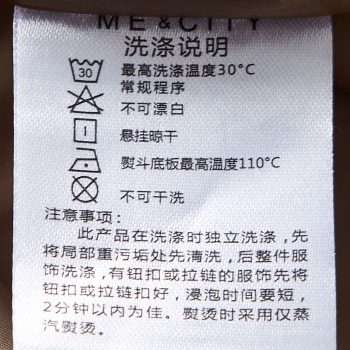 ME & CITY
洗涤说明
30
最高洗涤温度30°C
常规程序
不可漂白
悬挂晾干
熨斗底板最高温度110°C
不可干洗
注意事项:
此产品在洗涤时独立洗涤,先
将局部重污垢处先清洗,后整件服
饰洗涤,有钮扣或拉链的服饰先将
钮扣或拉链扣好,浸泡时间要短,
2分钟以内为佳。熨烫时采用仅蒸
汽熨烫。